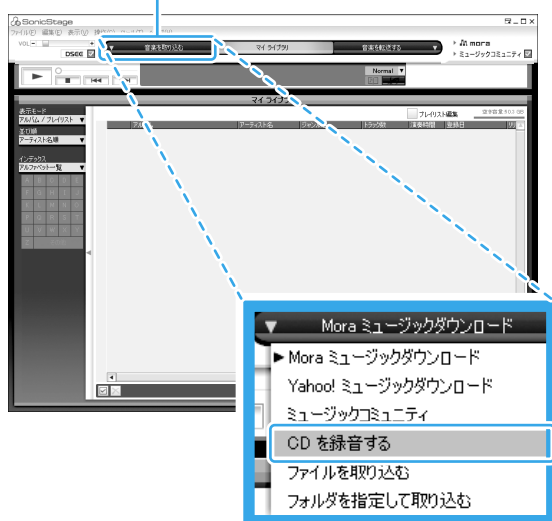 SonicStage
ファイル(F) 編集(E) 表示(V)
VOL
DSEE
音楽を取り込む
マイ ライブラリ
音楽を転送する
mora
ミュージックコミュニティ
Normal
マイ ライブラリ
表示モード
アルバム / プレイリスト
並び順
アーティスト名順
インデックス
アルファベット一覧
プレイリスト編集
空き容量
アーティスト名
ジャンル
トラック数
演奏時間
登録日
Mora ミュージックダウンロード
Mora ミュージックダウンロード
Yahoo! ミュージックダウンロード
ミュージックコミュニティ
CD を録音する
ファイルを取り込む
フォルダを指定して取り込む